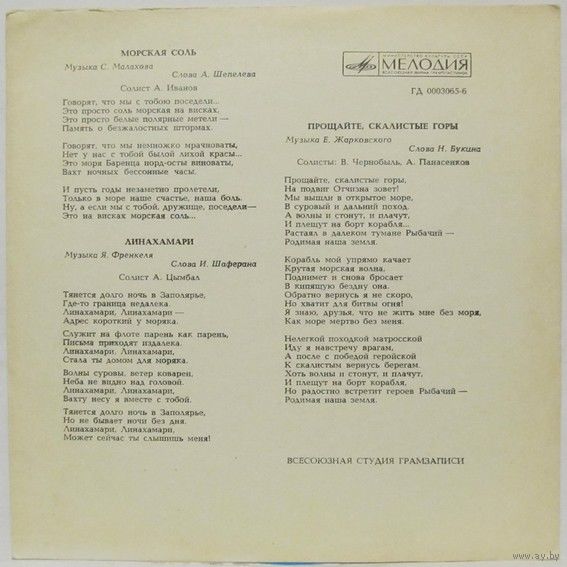 МОРСКАЯ СОЛЬ
Музыка С. Малахова
Слова А. Шепелева
Солист А. Иванов
Говорят, что мы с тобою поседели...
Это просто соль морская на висках,
Это просто белые полярные метели —
Память о безжалостных штормах.
Говорят, что мы немножко мрачноваты,
Нет у нас с тобой былой лихой красы...
Это моря Баренца норд-осты виноваты,
Вахт ночных бессонные часы.
И пусть годы незаметно пролетели,
Только в море наше счастье, наша боль.
Ну, а если мы с тобой, дружище, поседели—
Это на висках морская соль...
ЛИНАХАМАРИ
Музыка Я. Френкеля
Слова И. Шаферана
Солист А. Цымбал
Тянется долго ночь в Заполярье,
Где-то граница недалека.
Линахамари, Линахамари —
Адрес короткий у моряка.
Служит на флоте парень как парень,
Письма приходят издалека.
Линахамари, Линахамари,
Стала ты домом для моряка.
Волны суровы, ветер коварен,
Неба не видно над головой.
Линахамари, Линахамари,
Вахту несу я вместе с тобой.
Тянется долго ночь в Заполярье,
Но не бывает ночи без дня.
Линахамари, Линахамари,
Может сейчас ты слышишь меня!
МИНИСТЕРСТВО КУЛЬТУРЫ СССР
МЕЛОДИЯ
ВСЕСОЮЗНАЯ ФИРМА ГРАМПЛАСТИНОК
ГД 0003065-6
ПРОЩАЙТЕ, СКАЛИСТЫЕ ГОРЫ
Музыка Е. Жарковского
Слова Н. Букина
Солисты: В. Чернобыль, А. Панасенков
Прощайте, скалистые горы,
На подвиг Отчизна зовет!
Мы вышли в открытое море,
В суровый и дальний поход.
А волны и стонут, и плачут,
И плещут на борт корабля...
Растаял в далеком тумане Рыбачий —
Родимая наша земля.
Корабль мой упрямо качает
Крутая морская волна,
Поднимет и снова бросает
В кипящую бездну она.
Обратно вернусь я не скоро,
Но хватит для битвы огня!
Я знаю, друзья, что не жить мне без моря,
Как море мертво без меня.
Нелегкой походкой матросской
Иду я навстречу врагам,
А после с победой геройской
К скалистым вернусь берегам.
Хоть волны и стонут, и плачут,
И плещут на борт корабля,
Но радостно встретит героев Рыбачий —
Родимая наша земля.
ВСЕСОЮЗНАЯ СТУДИЯ ГРАМЗАПИСИ
www.ay.by